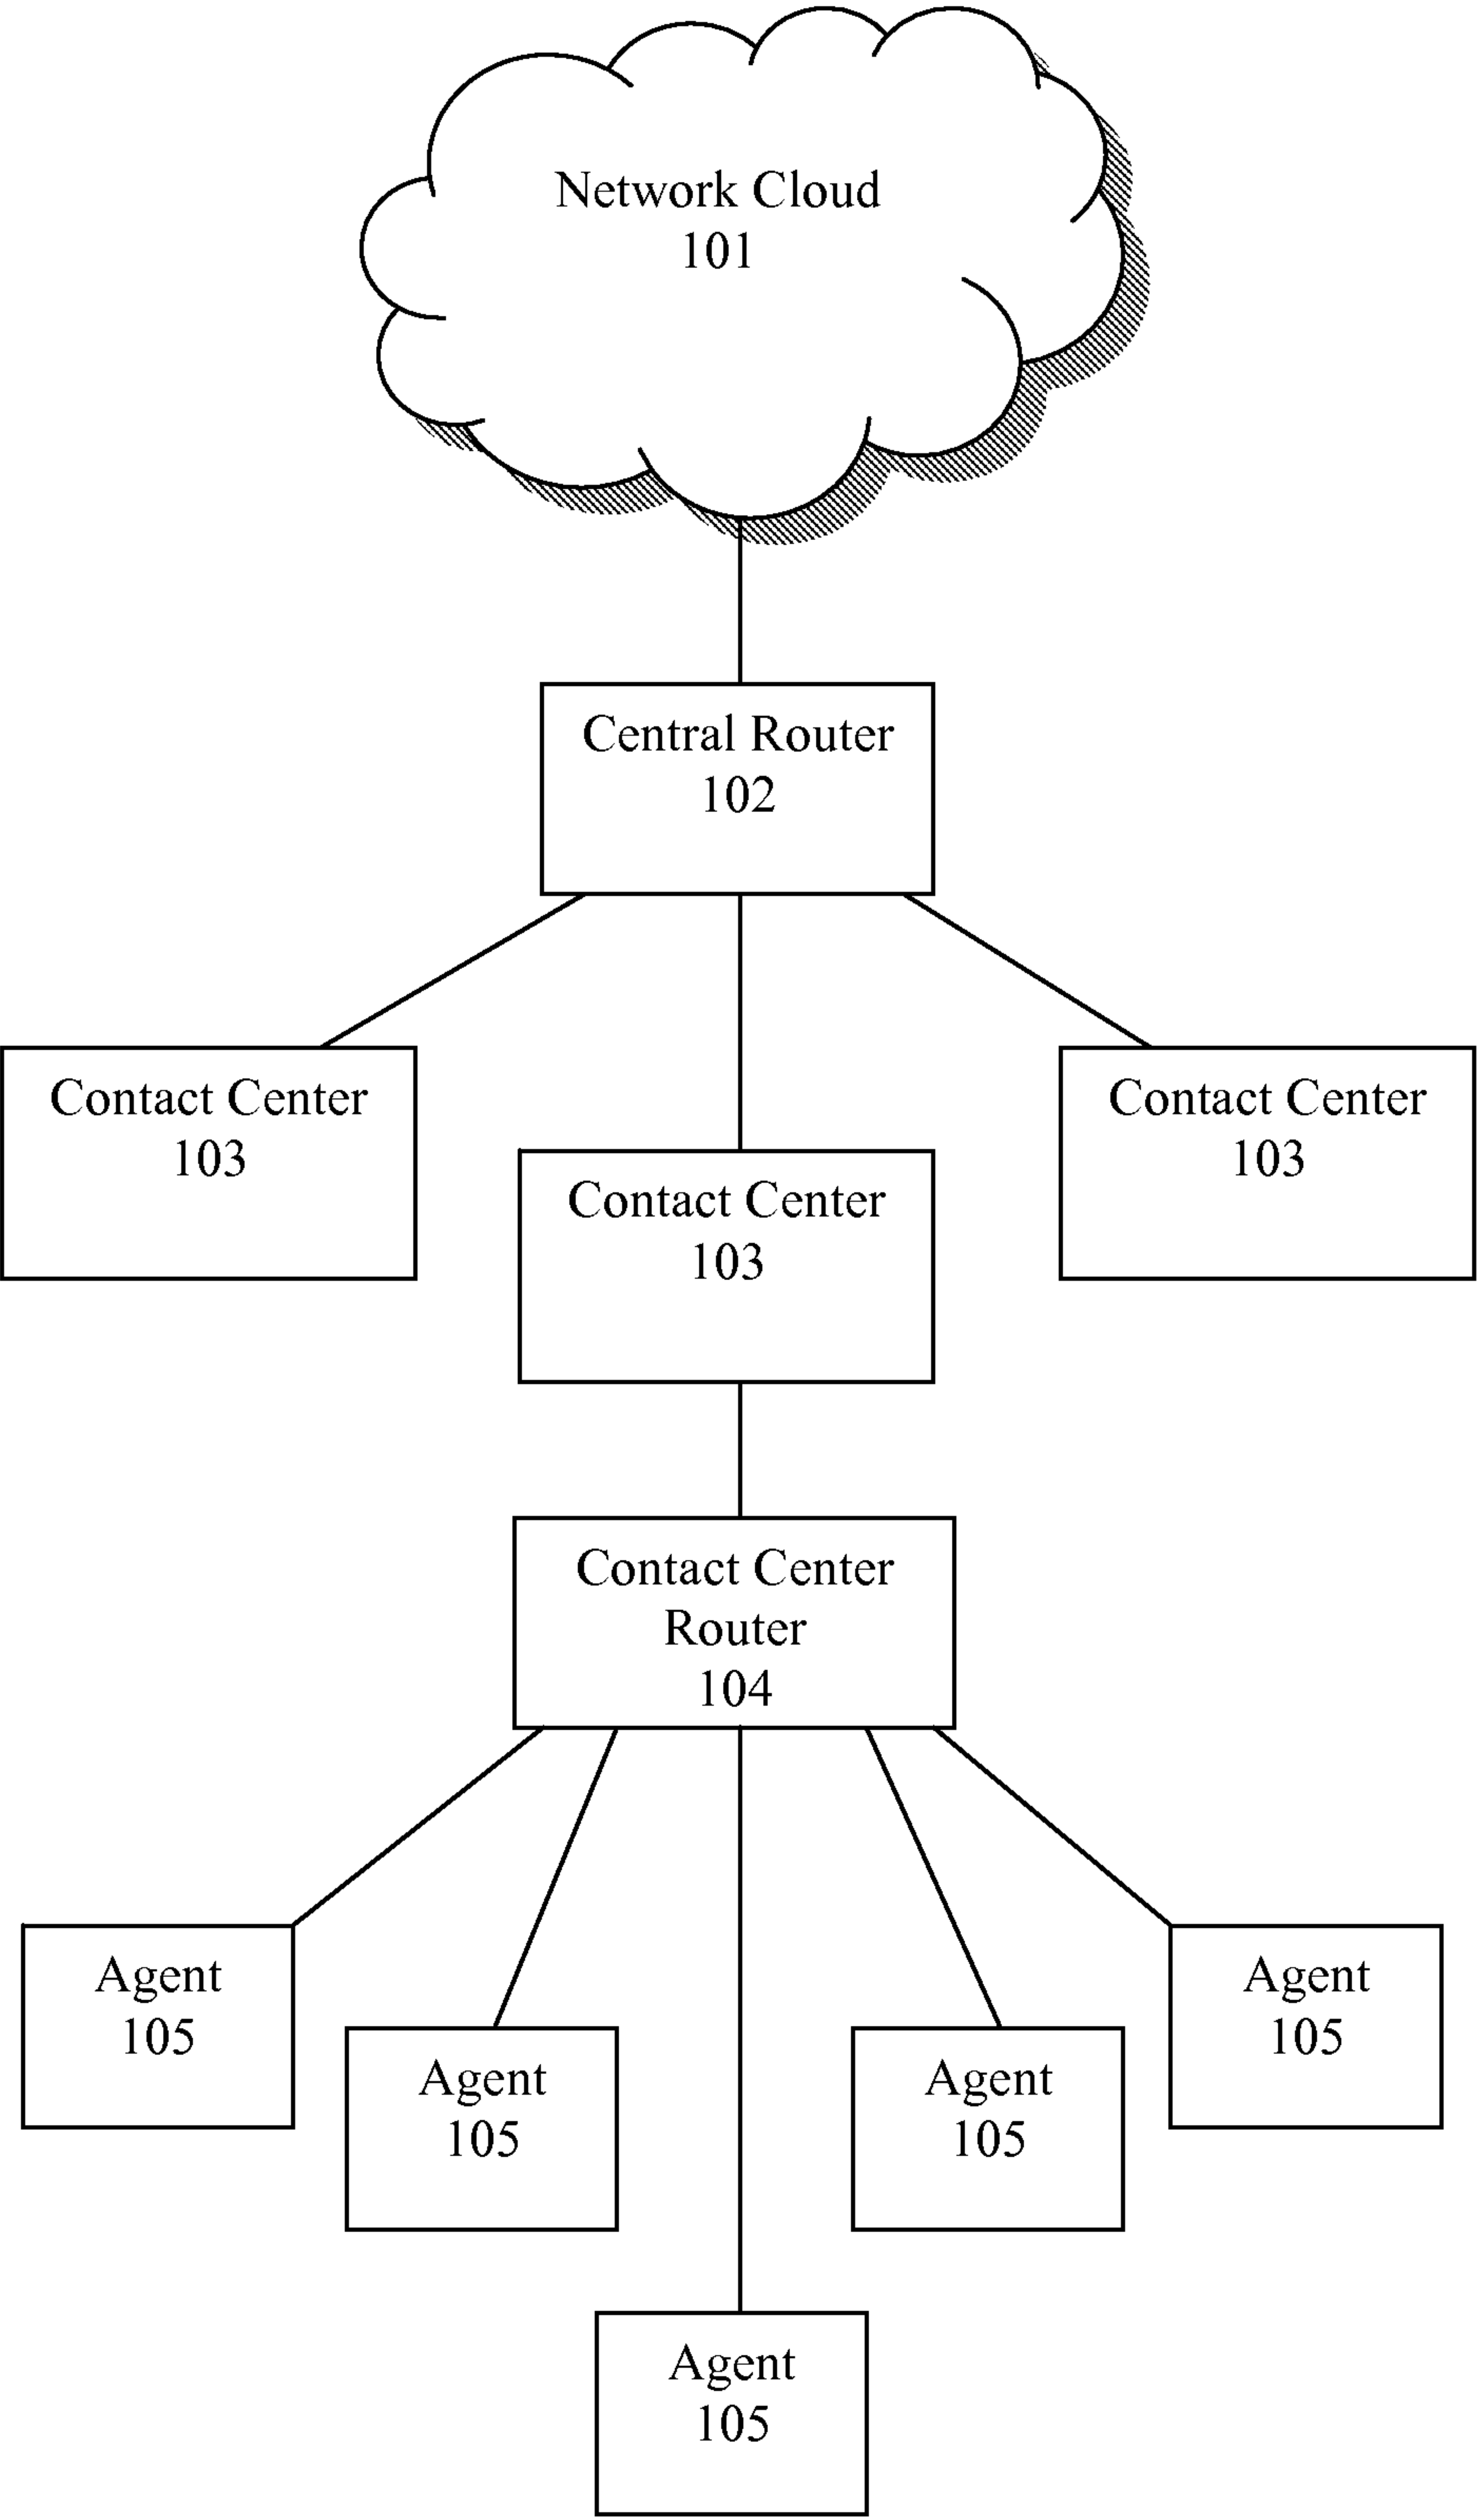 Network Cloud
101
Central Router
102
Contact Center
103
Contact Center
103
Contact Center
103
Contact Center
Router
104
Agent
105
Agent
105
Agent
105
Agent
105
Agent
105